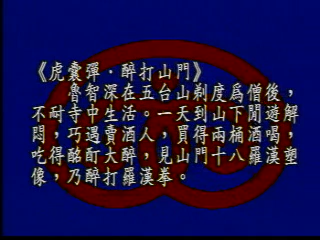 《虎囊彈．醉打山門》
魯智深在五台山剃度爲僧後，
不耐寺中生活。一天到山下閒遊解
悶，巧遇賣酒人，買得兩桶酒喝，
吃得酩酊大醉，見山門十八羅漢塑
像，乃醉打羅漢拳。